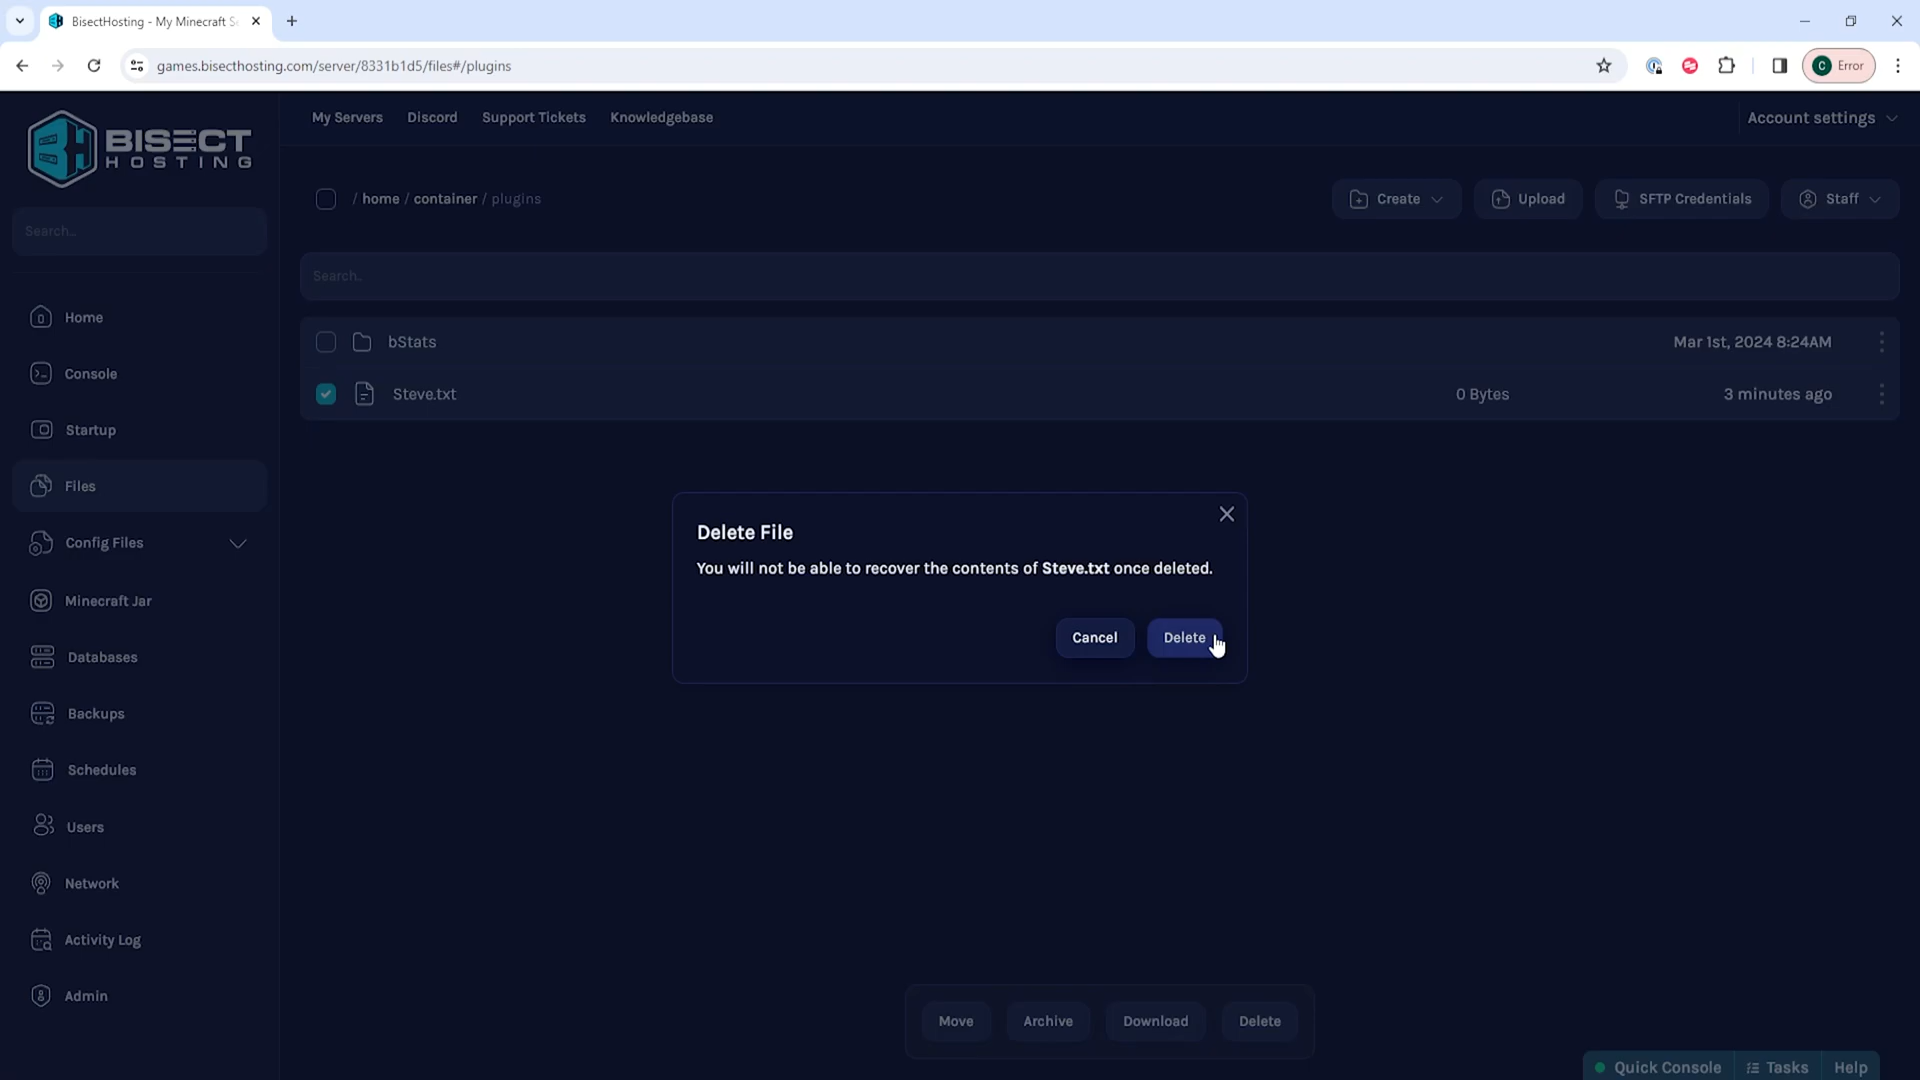 BisectHosting - My Minecraft S
games.bisecthosting.com/server/8331b1d5/files#/plugins
C Error
BISECT
HOSTING
My Servers Discord Support Tickets Knowledgebase
Account settings
Search...
/ home / container / plugins
Create Upload SFTP Credentials Staff
Search..
bStats Mar 1st, 2024 8:24AM
Steve.txt 0 Bytes 3 minutes ago
Home
Console
Startup
Files
Config Files
Minecraft Jar
Databases
Backups
Schedules
Users
Network
Activity Log
Admin
Delete File
You will not be able to recover the contents of Steve.txt once deleted.
Cancel Delete
Move Archive Download Delete
Quick Console Tasks Help